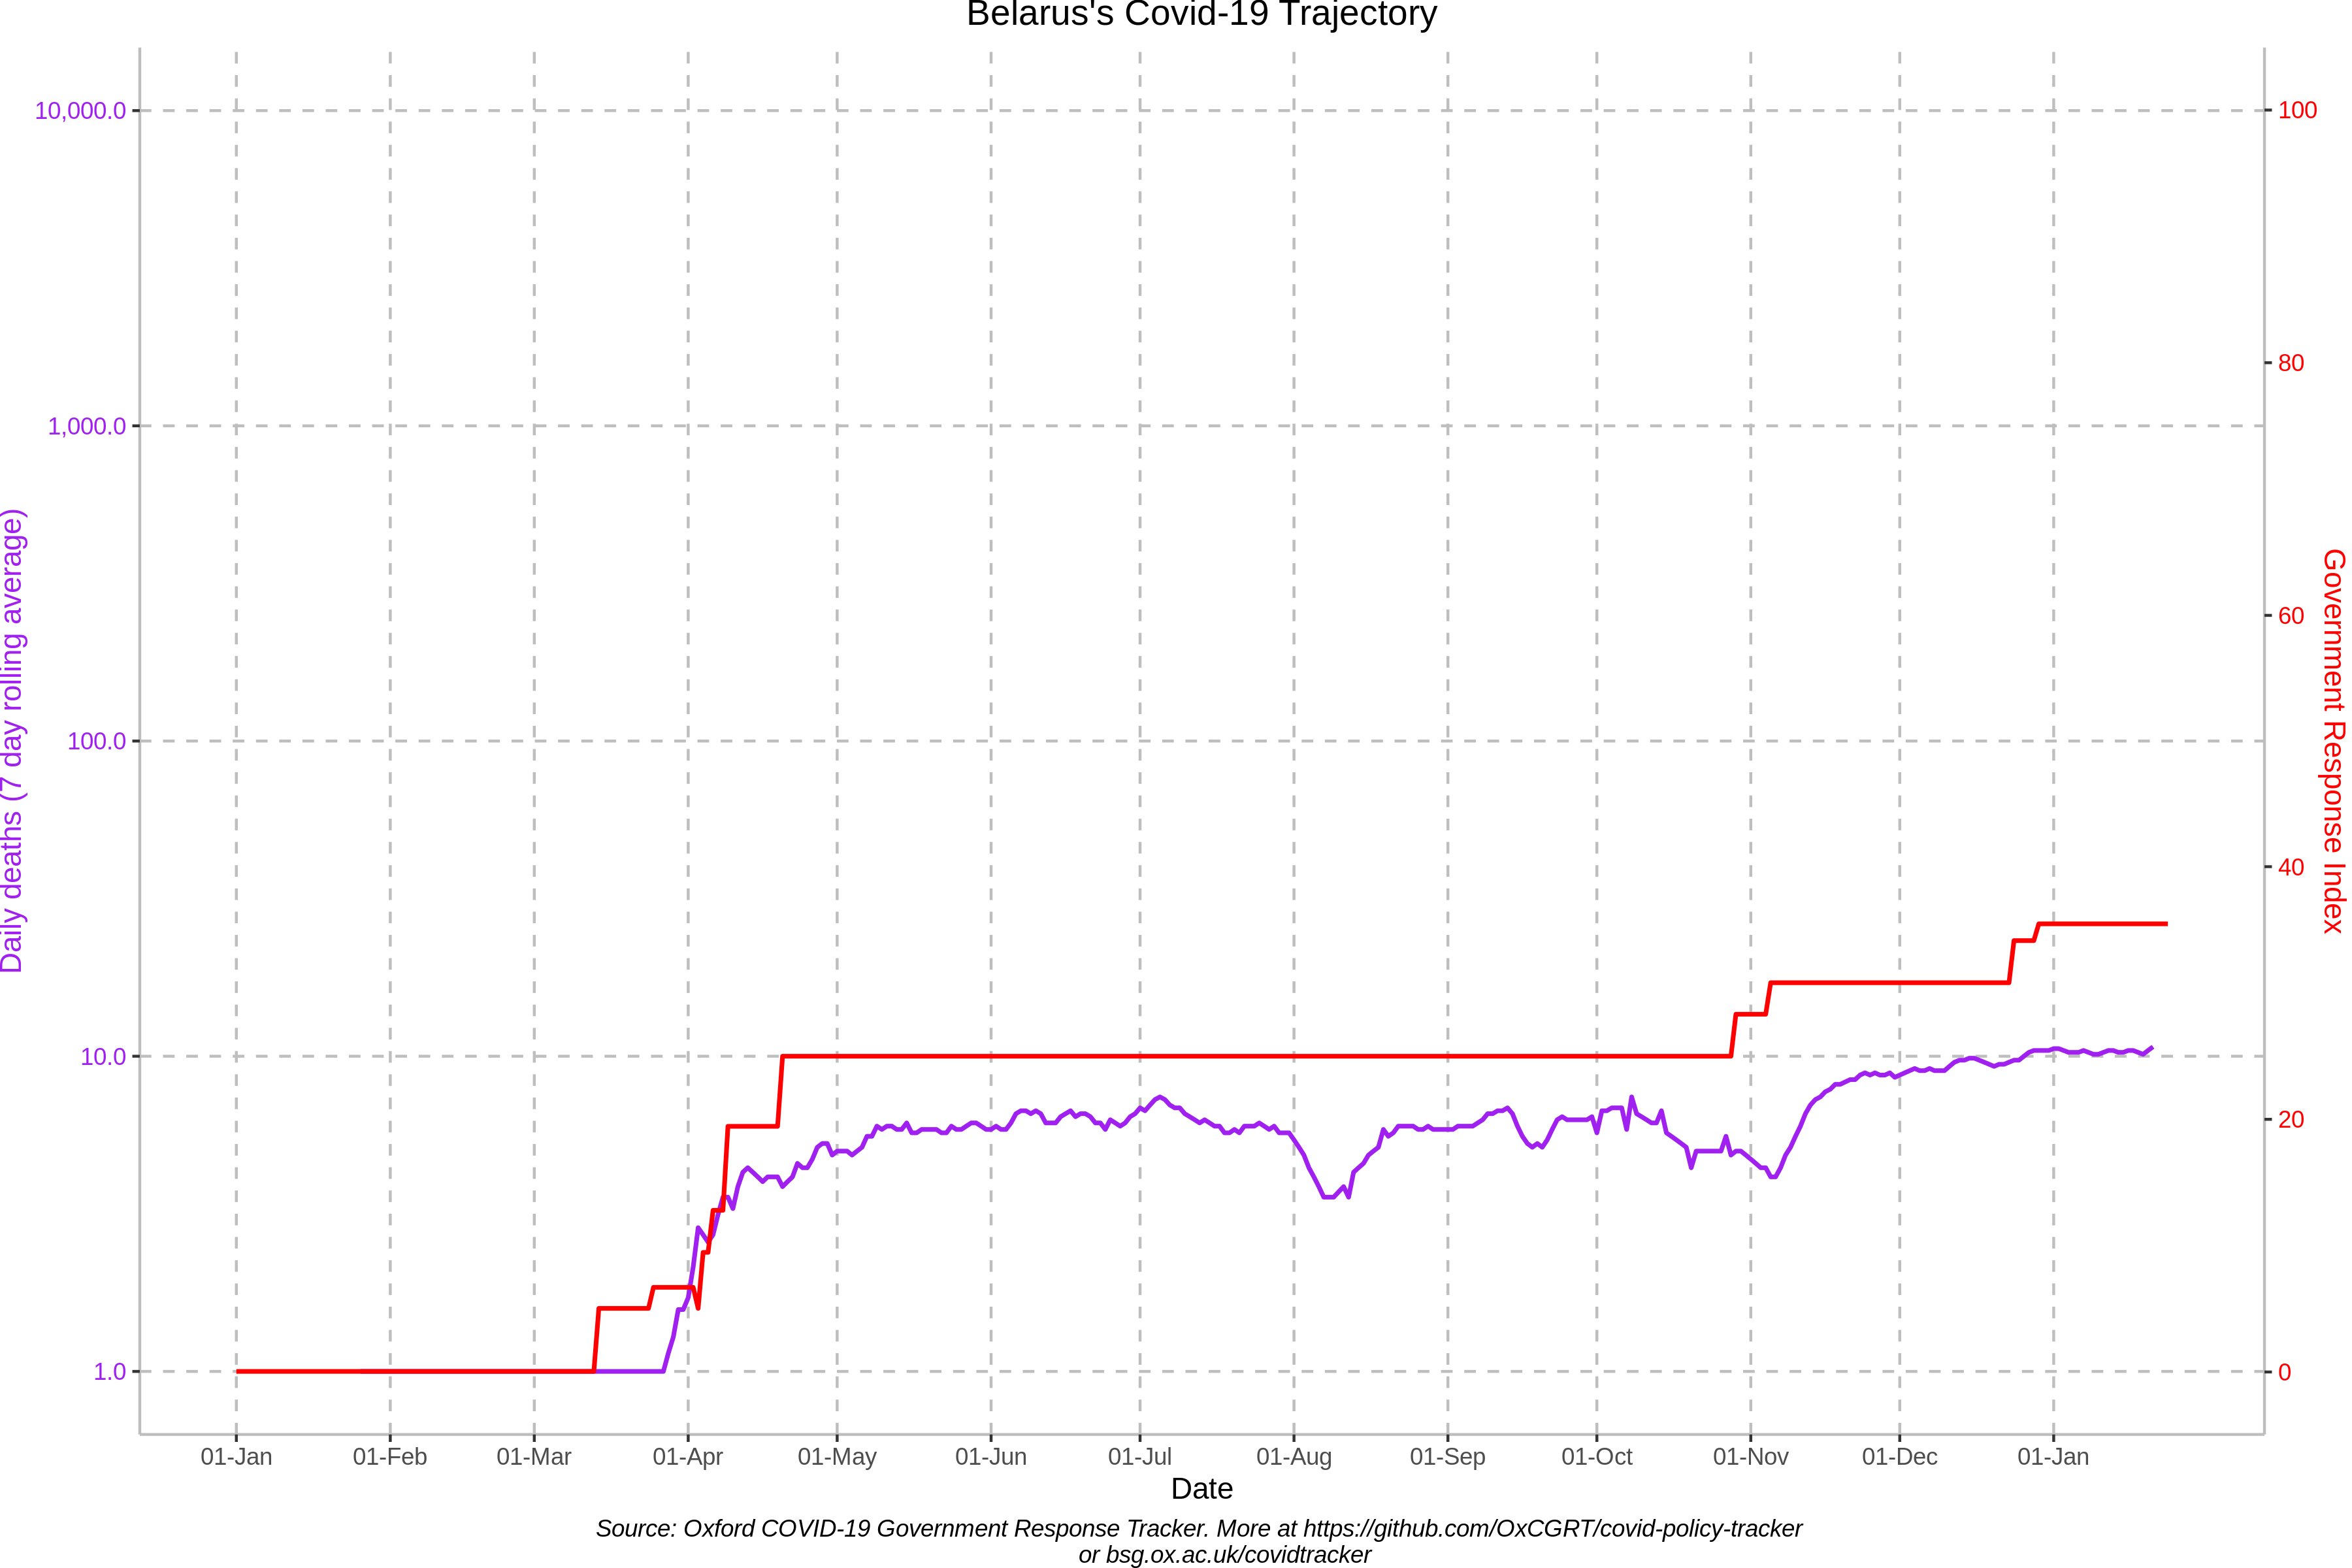 Belarus's Covid-19 Trajectory
10,000.0
1,000.0
100.0
10.0
1.0
Daily deaths (7 day rolling average)
100
80
60
40
20
0
Government Response Index
01-Jan 01-Feb 01-Mar 01-Apr 01-May 01-Jun 01-Jul 01-Aug 01-Sep 01-Oct 01-Nov 01-Dec 01-Jan
Date
Source: Oxford COVID-19 Government Response Tracker. More at https://github.com/OxCGRT/covid-policy-tracker
or bsg.ox.ac.uk/covidtracker